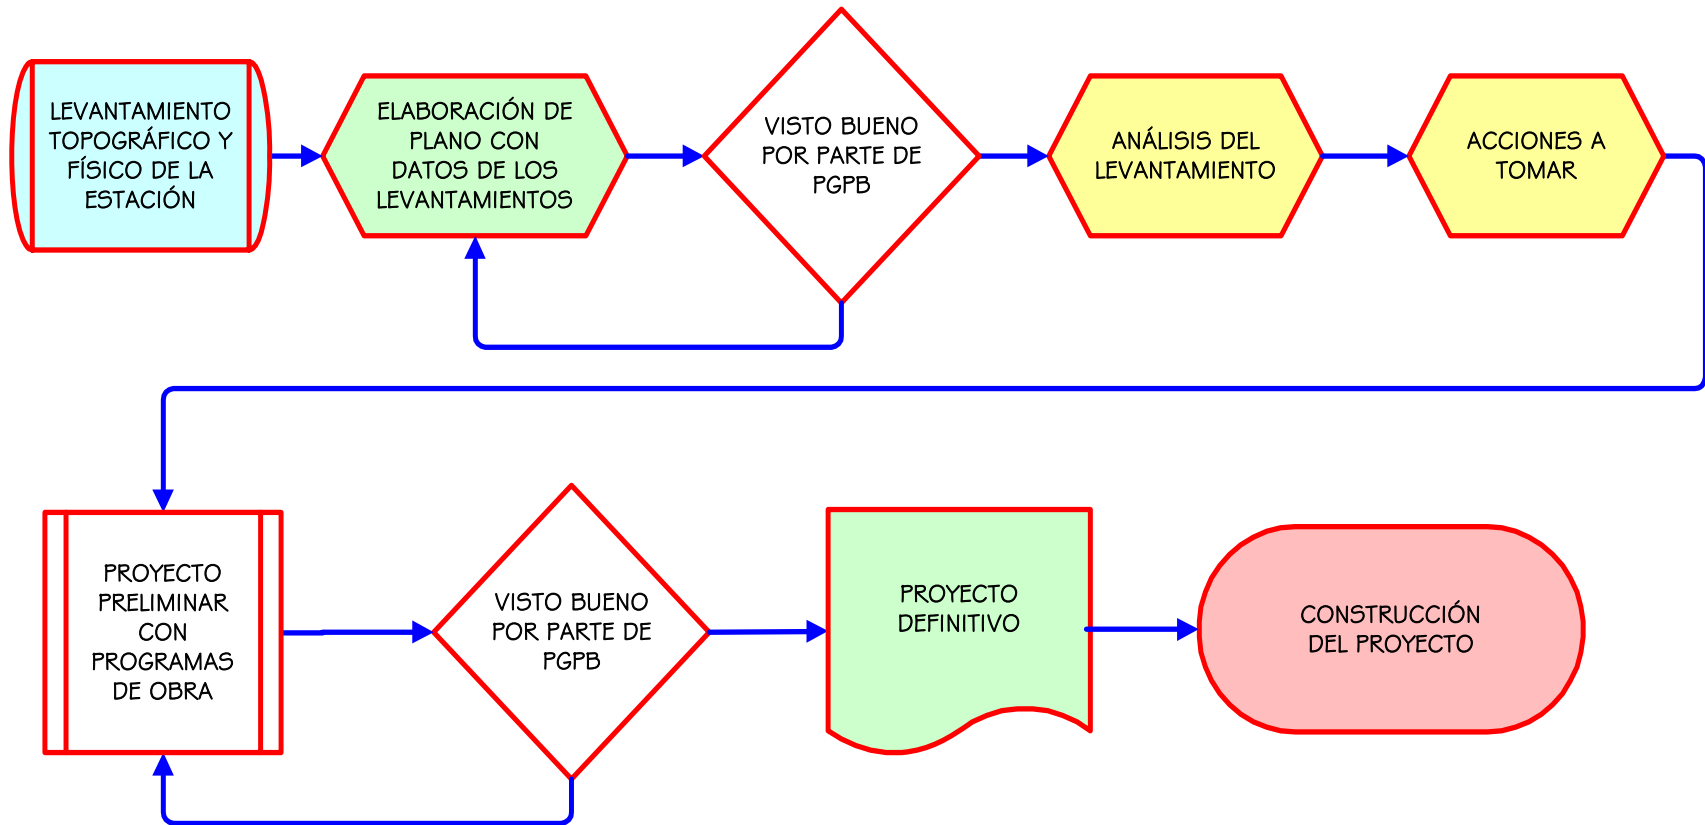 LEVANTAMIENTO
TOPOGRÁFICO Y
FÍSICO DE LA
ESTACIÓN
ELABORACIÓN DE
PLANO CON
DATOS DE LOS
LEVANTAMIENTOS
VISTO BUENO
POR PARTE DE
PGPB
ANÁLISIS DEL
LEVANTAMIENTO
ACCIONES A
TOMAR
PROYECTO
PRELIMINAR
CON
PROGRAMAS
DE OBRA
VISTO BUENO
POR PARTE DE
PGPB
PROYECTO
DEFINITIVO
CONSTRUCCIÓN
DEL PROYECTO